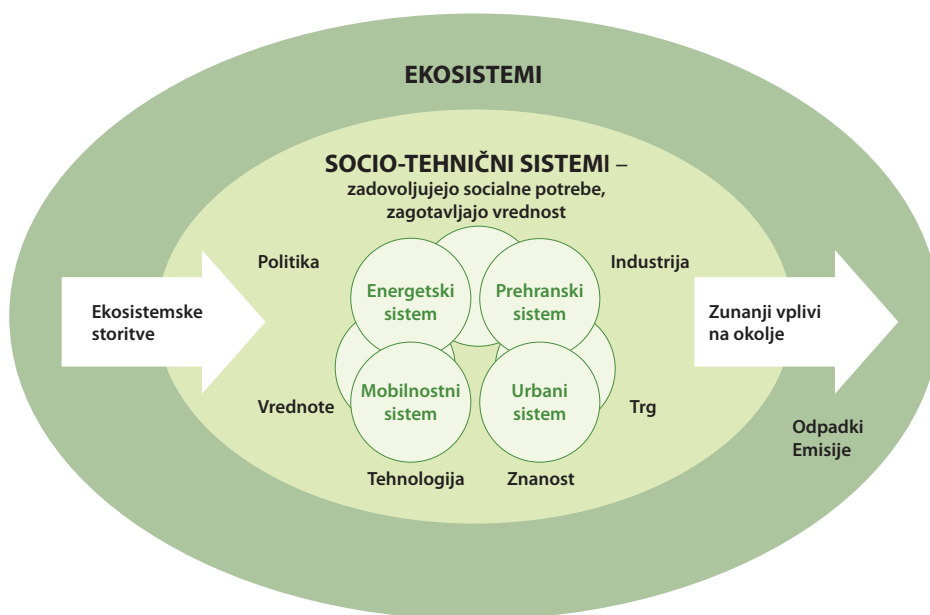 EKOSISTEMI
SOCIO-TEHNIČNI SISTEMI –
zadovoljujejo socialne potrebe,
zagotavljajo vrednost
Politika
Industrija
Energetski
sistem
Prehranski
sistem
Ekosistemske
storitve
Zunanji vplivi
na okolje
Vrednote
Mobilnostni
sistem
Urbani
sistem
Trg
Odpadki
Emisije
Tehnologija
Znanost